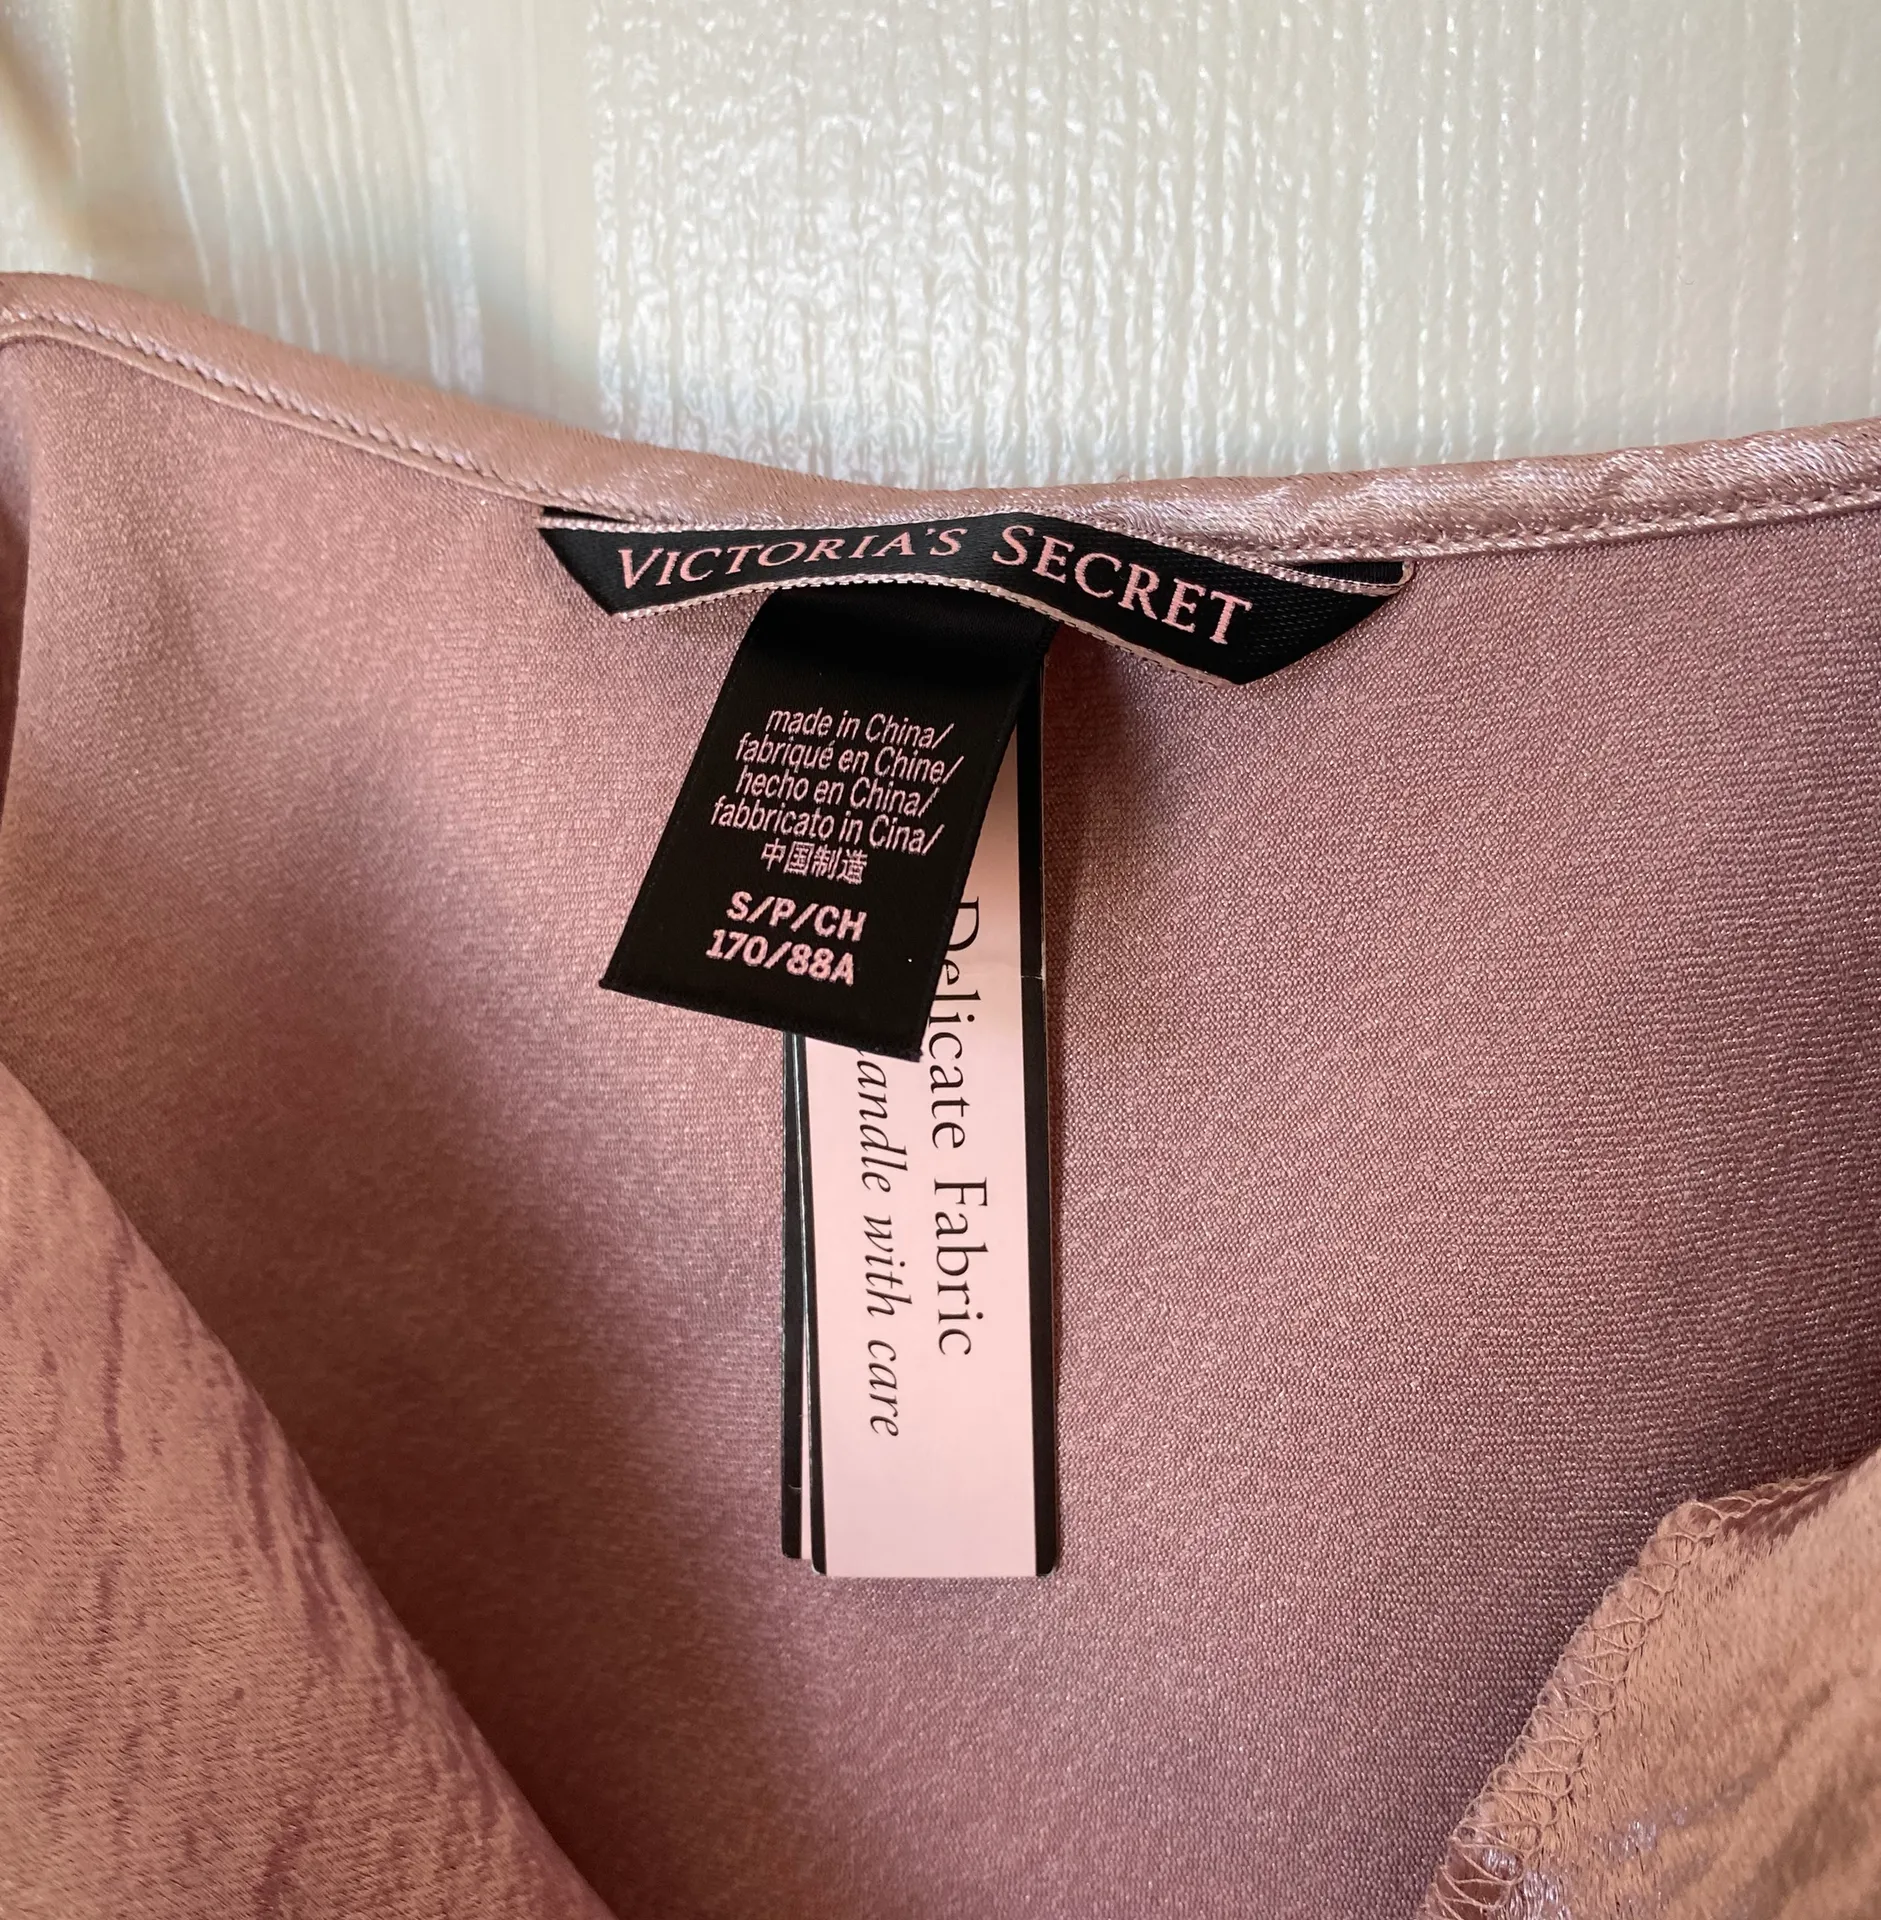 VICTORIA'S SECRET
made in China/
fabriqué en Chine/
hecho en China/
fabbricato in Cina/
中国制造
S/P/CH
170/88A
Delicate Fabric
with care